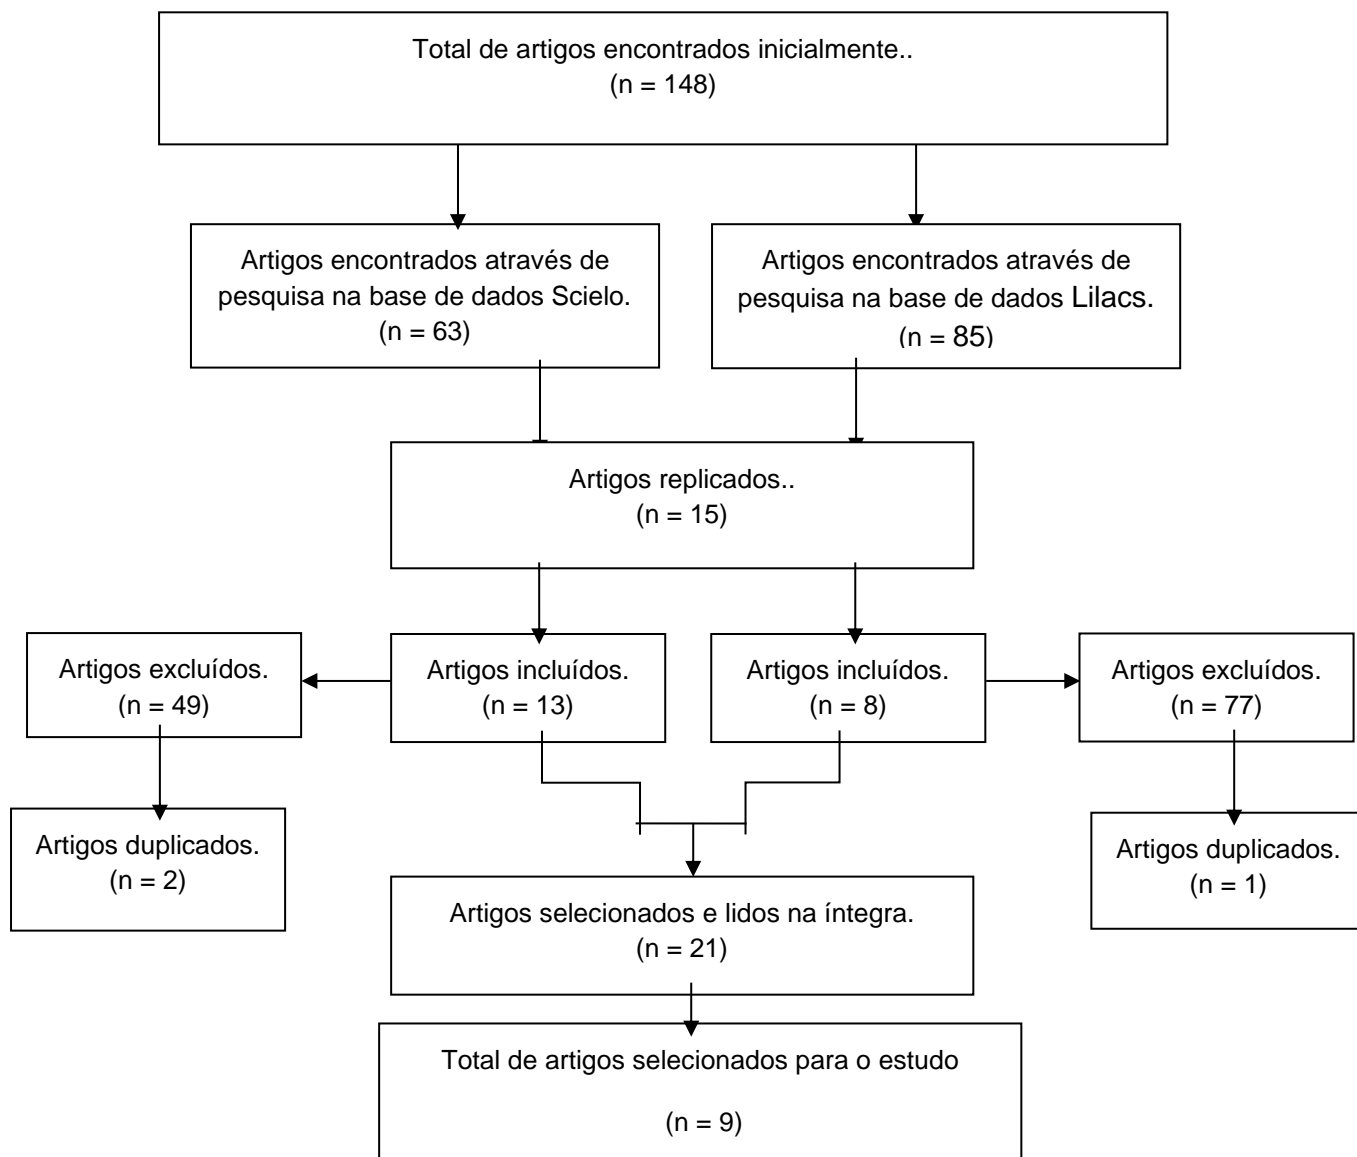 Total de artigos encontrados inicialmente..
(n = 148)
Artigos encontrados através de
pesquisa na base de dados Scielo.
(n = 63)
Artigos encontrados através de
pesquisa na base de dados Lilacs.
(n = 85)
Artigos replicados..
(n = 15)
Artigos excluídos.
(n = 49)
Artigos incluídos.
(n = 13)
Artigos incluídos.
(n = 8)
Artigos excluídos.
(n = 77)
Artigos duplicados.
(n = 2)
Artigos duplicados.
(n = 1)
Artigos selecionados e lidos na íntegra.
(n = 21)
Total de artigos selecionados para o estudo
(n = 9)